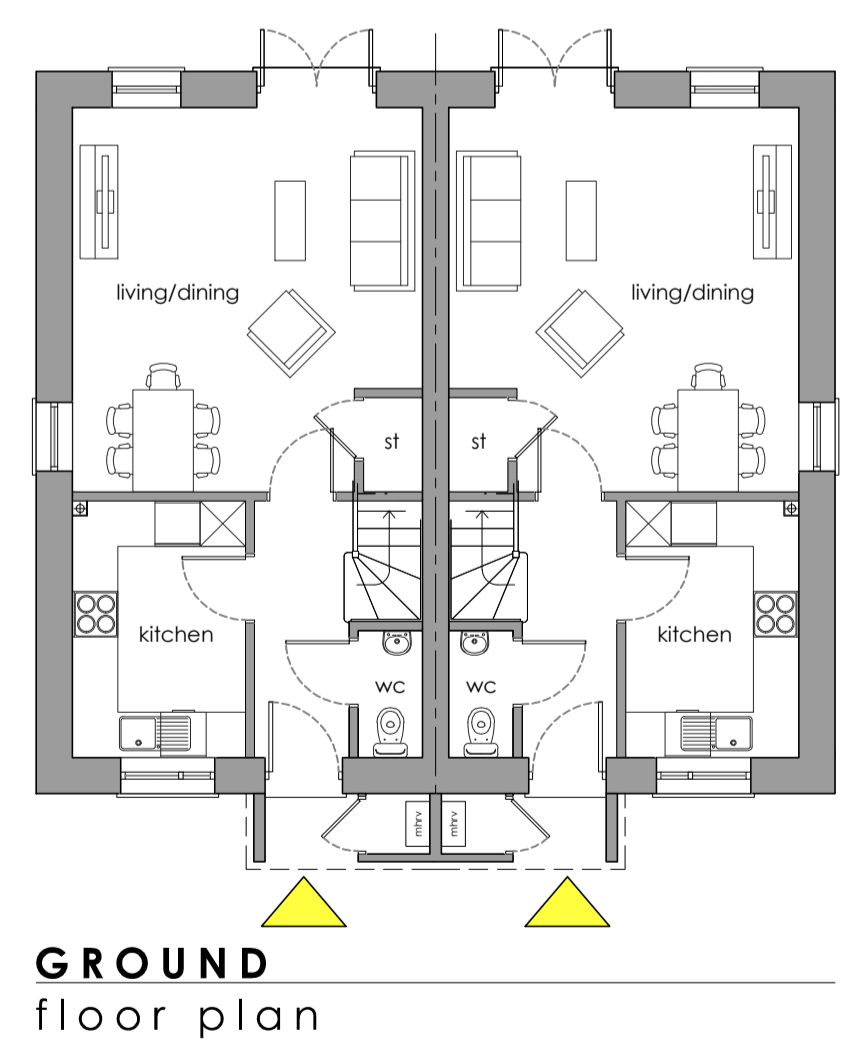 living/dining living/dining
st st
kitchen kitchen
wc wc
mhrv mhrv
GROUND
floor plan